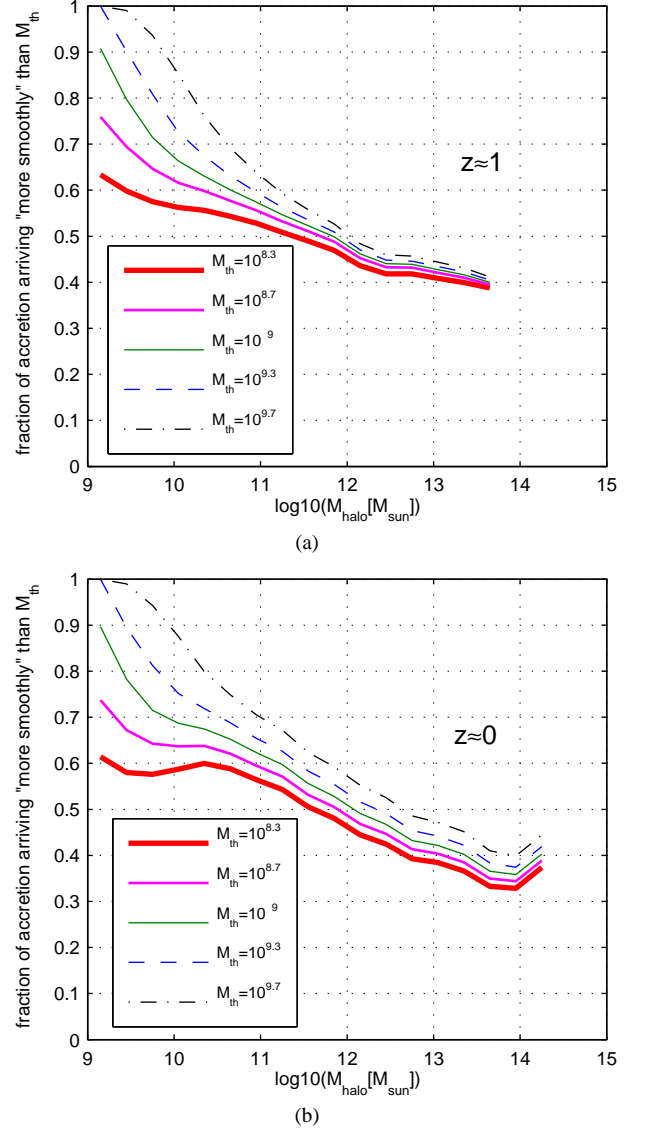 fraction of accretion arriving "more smoothly" than M_th
1
0.9
0.8
0.7
0.6
0.5
0.4
0.3
0.2
0.1
0
z≈1
M_th=10^8.3
M_th=10^8.7
M_th=10^9
M_th=10^9.3
M_th=10^9.7
9 10 11 12 13 14 15
log10(M_halo[M_sun])
(a)
fraction of accretion arriving "more smoothly" than M_th
1
0.9
0.8
0.7
0.6
0.5
0.4
0.3
0.2
0.1
0
z≈0
M_th=10^8.3
M_th=10^8.7
M_th=10^9
M_th=10^9.3
M_th=10^9.7
9 10 11 12 13 14 15
log10(M_halo[M_sun])
(b)